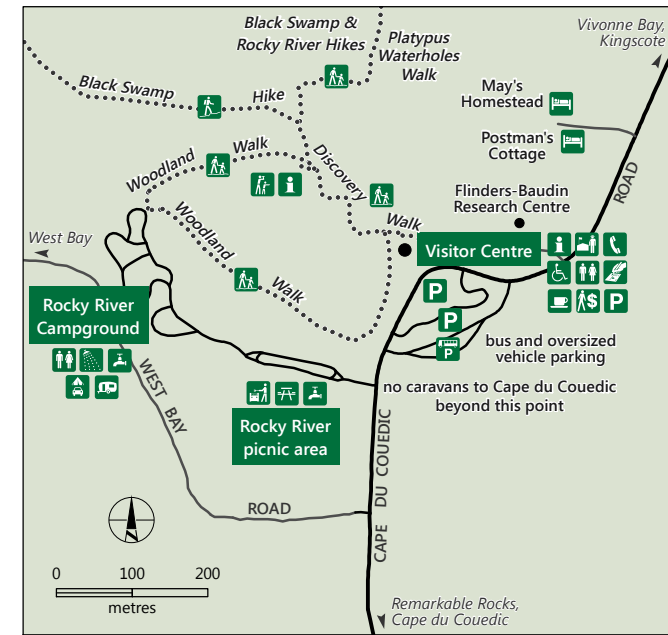 Black Swamp &
Rocky River Hikes
Platypus
Waterholes
Walk
Vivonne Bay,
Kingscote
Black Swamp
Hike
May's
Homestead
Postman's
Cottage
Woodland
Walk
Discovery
Walk
Flinders-Baudin
Research Centre
ROAD
Woodland
Walk
West Bay
Visitor Centre
$
P
P
P
P
Rocky River
Campground
bus and oversized
vehicle parking
no caravans to Cape du Couedic
beyond this point
WEST BAY
ROAD
Rocky River
picnic area
CAPE DU COUEDIC
0 100 200
metres
Remarkable Rocks,
Cape du Couedic